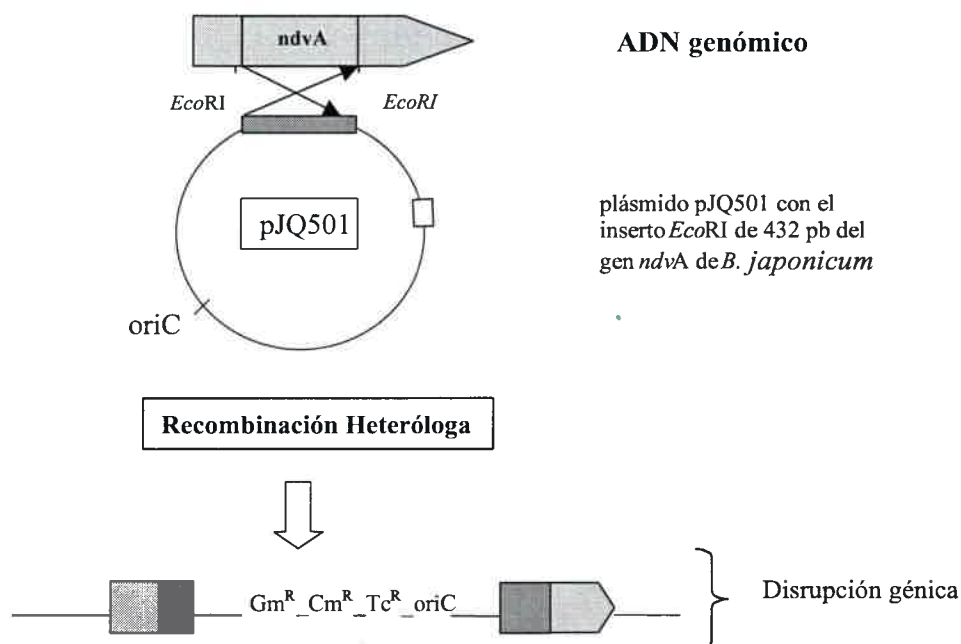 ndvA
ADN genómico
EcoRI
EcoRI
pJQ501
plásmido pJQ501 con el
inserto EcoRI de 432 pb del
gen ndvA de B. japonicum
oriC
Recombinación Heteróloga
Gm^R_Cm^R_Tc^R_oriC
Disrupción génica